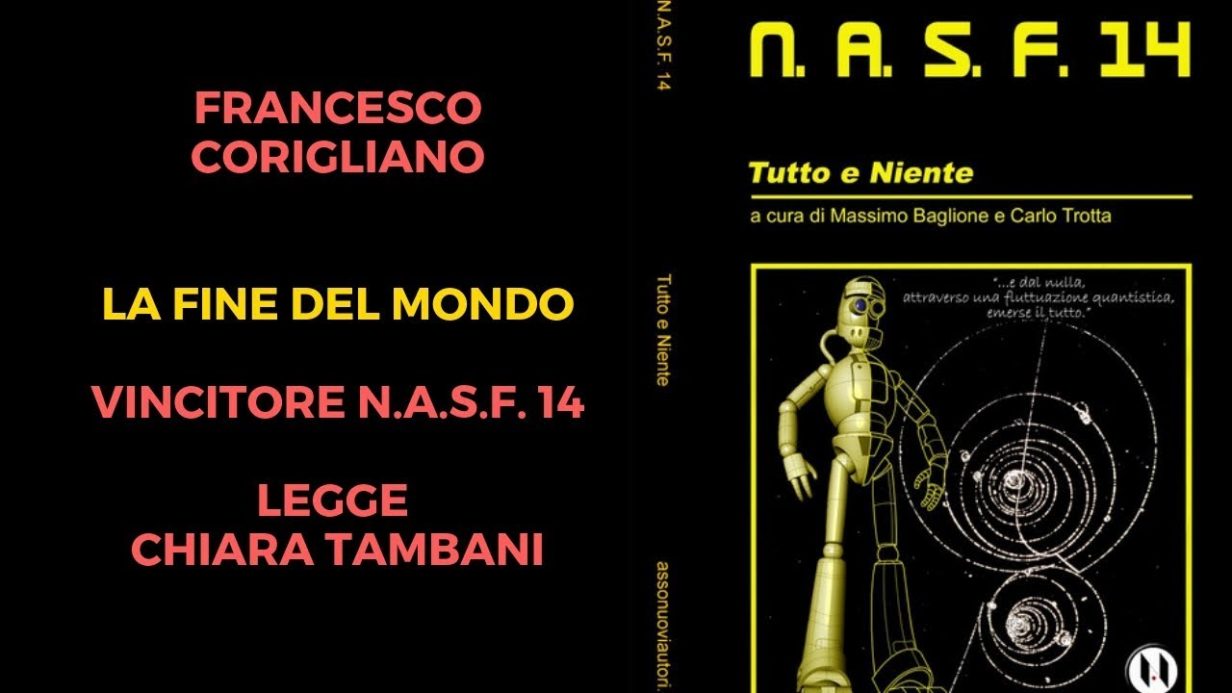 FRANCESCO
CORIGLIANO
LA FINE DEL MONDO
VINCITORE N.A.S.F. 14
LEGGE
CHIARA TAMBANI
N.A.S.F. 14
Tutto e Niente
assonuoviautori.
N. A. S. F. 14
Tutto e Niente
a cura di Massimo Baglione e Carlo Trotta
"...e dal nulla,
attraverso una fluttuazione quantistica,
emerse il tutto."